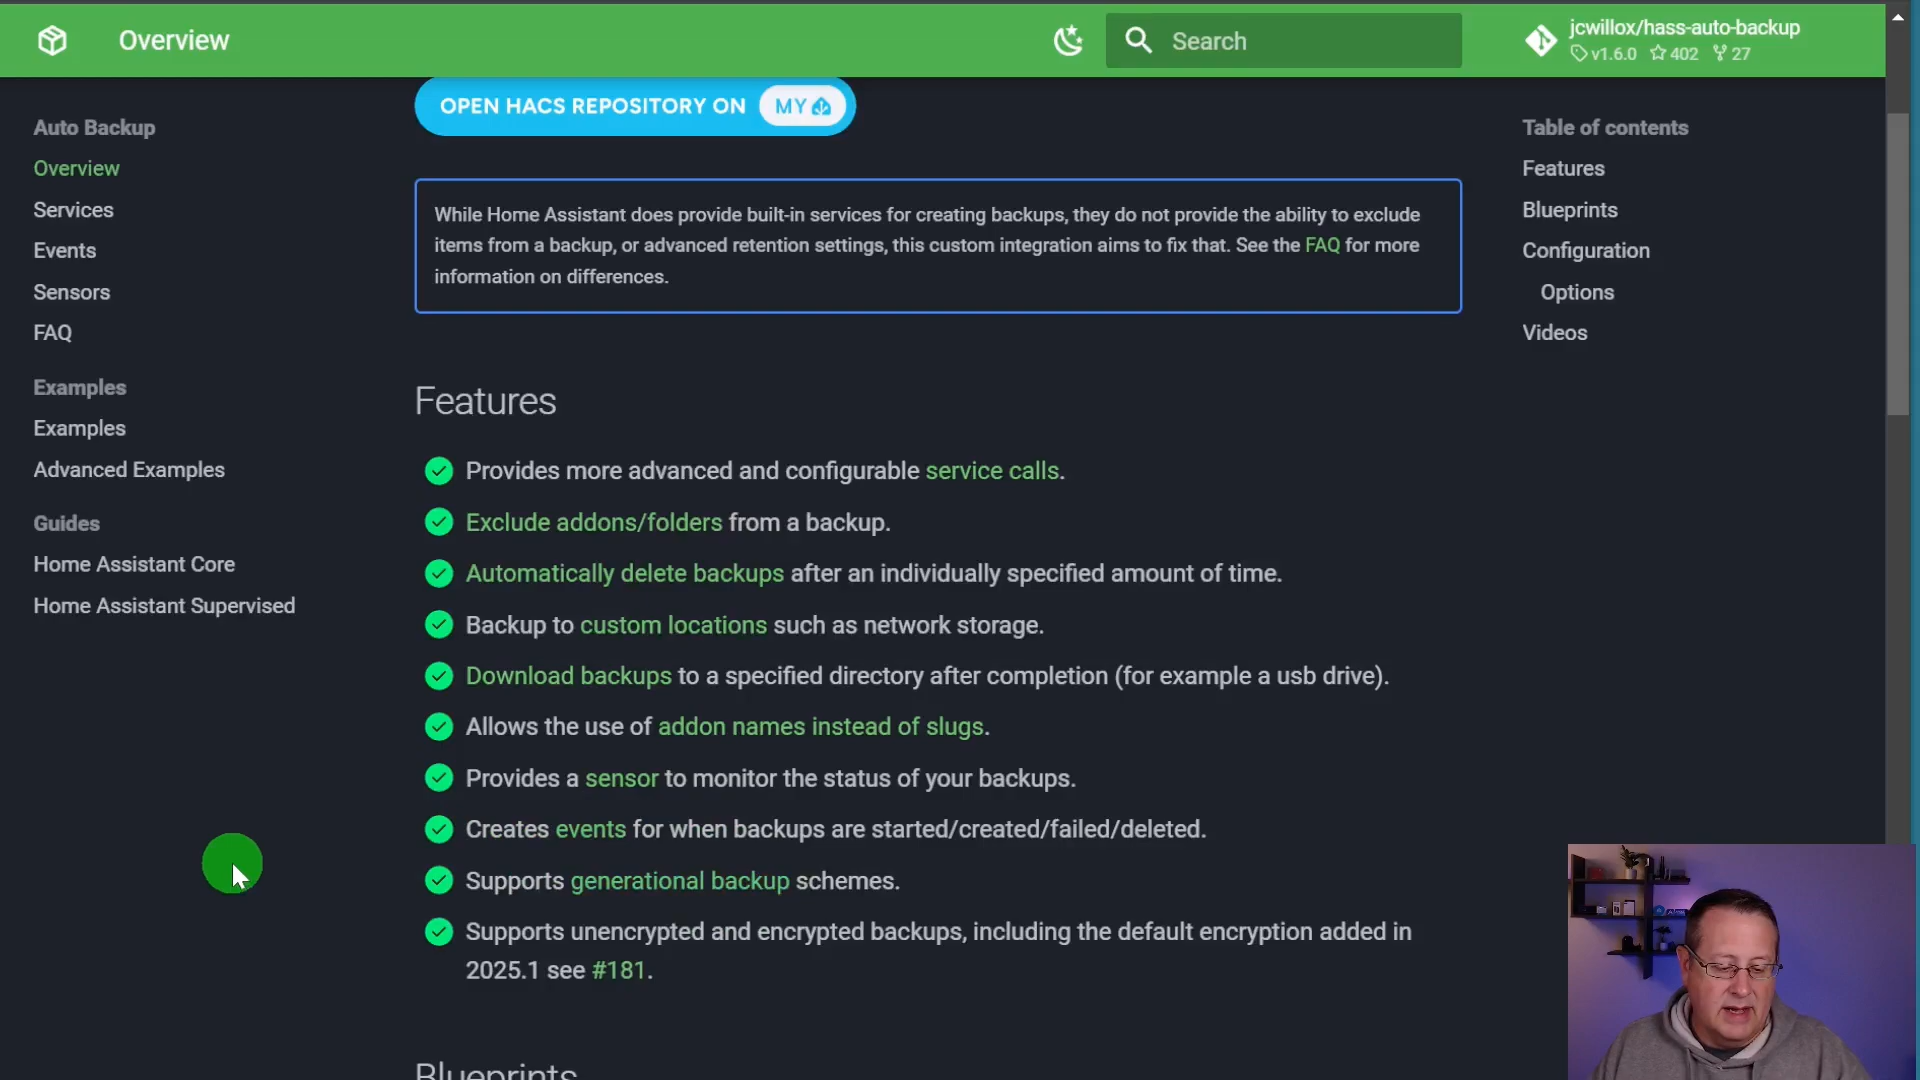 Overview
Search
jcwillox/hass-auto-backup
v1.6.0 402 27
Auto Backup
Overview
Services
Events
Sensors
FAQ
Examples
Examples
Advanced Examples
Guides
Home Assistant Core
Home Assistant Supervised
OPEN HACS REPOSITORY ON MY
While Home Assistant does provide built-in services for creating backups, they do not provide the ability to exclude
items from a backup, or advanced retention settings, this custom integration aims to fix that. See the FAQ for more
information on differences.
Features
Provides more advanced and configurable service calls.
Exclude addons/folders from a backup.
Automatically delete backups after an individually specified amount of time.
Backup to custom locations such as network storage.
Download backups to a specified directory after completion (for example a usb drive).
Allows the use of addon names instead of slugs.
Provides a sensor to monitor the status of your backups.
Creates events for when backups are started/created/failed/deleted.
Supports generational backup schemes.
Supports unencrypted and encrypted backups, including the default encryption added in
2025.1 see #181.
Blueprints
Table of contents
Features
Blueprints
Configuration
Options
Videos